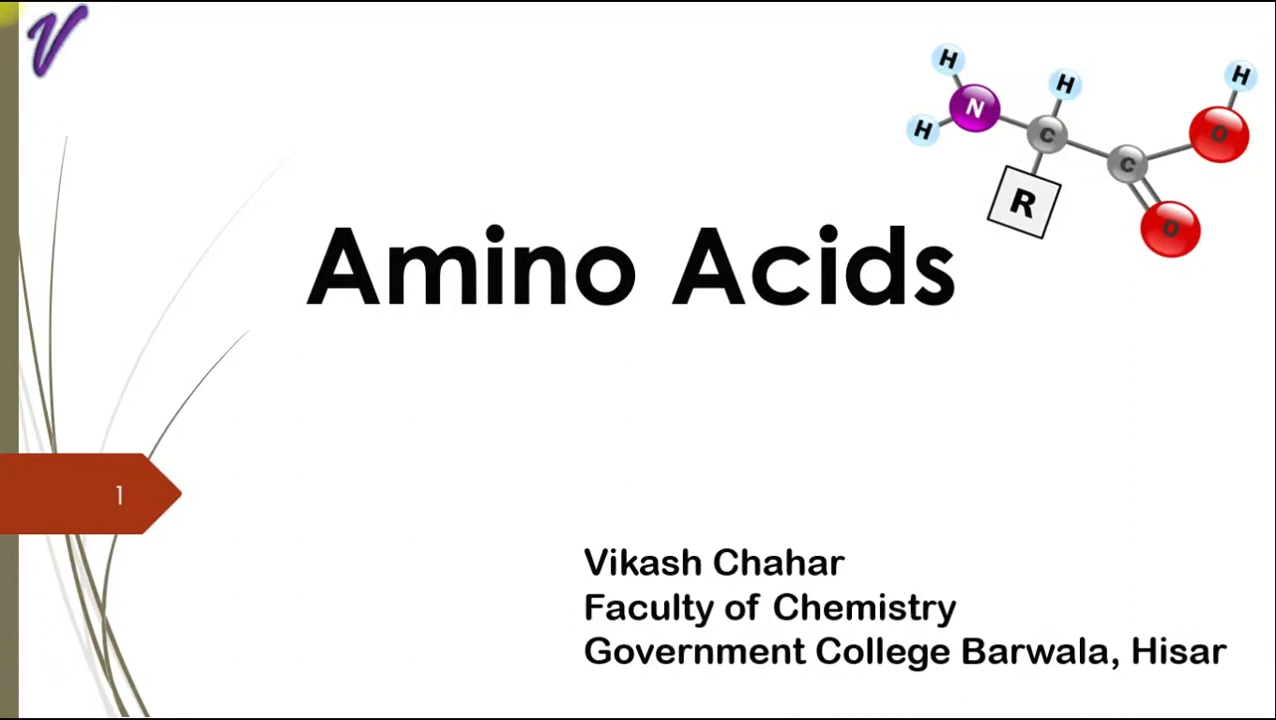 V
H
H
H
H
N
C
C
O
R
O
Amino Acids
1
Vikash Chahar
Faculty of Chemistry
Government College Barwala, Hisar